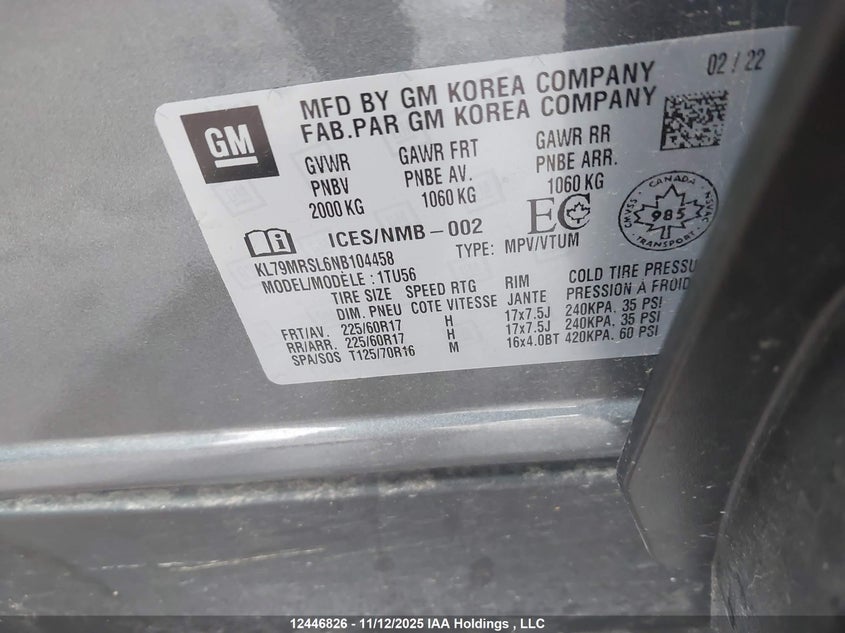 02 / 22
GM
MFD BY GM KOREA COMPANY
FAB.PAR GM KOREA COMPANY
GVWR GAWR FRT GAWR RR
PNBV PNBE AV. PNBE ARR.
2000 KG 1060 KG 1060 KG
ICES/NMB-002 EC
CANADA
CMVSS 985 NSVAC
TRANSPORT
KL79MRSL6NB104458 TYPE: MPV/VTUM
MODEL/MODÈLE : 1TU56
TIRE SIZE SPEED RTG RIM COLD TIRE PRESSU
DIM. PNEU COTE VITESSE JANTE PRESSION À FROID
FRT/AV. 225/60R17 H 17x7.5J 240KPA. 35 PSI
RR/ARR. 225/60R17 H 17x7.5J 240KPA. 35 PSI
SPA/SOS T125/70R16 M 16x4.0BT 420KPA. 60 PSI
12446826 - 11/12/2025 IAA Holdings , LLC